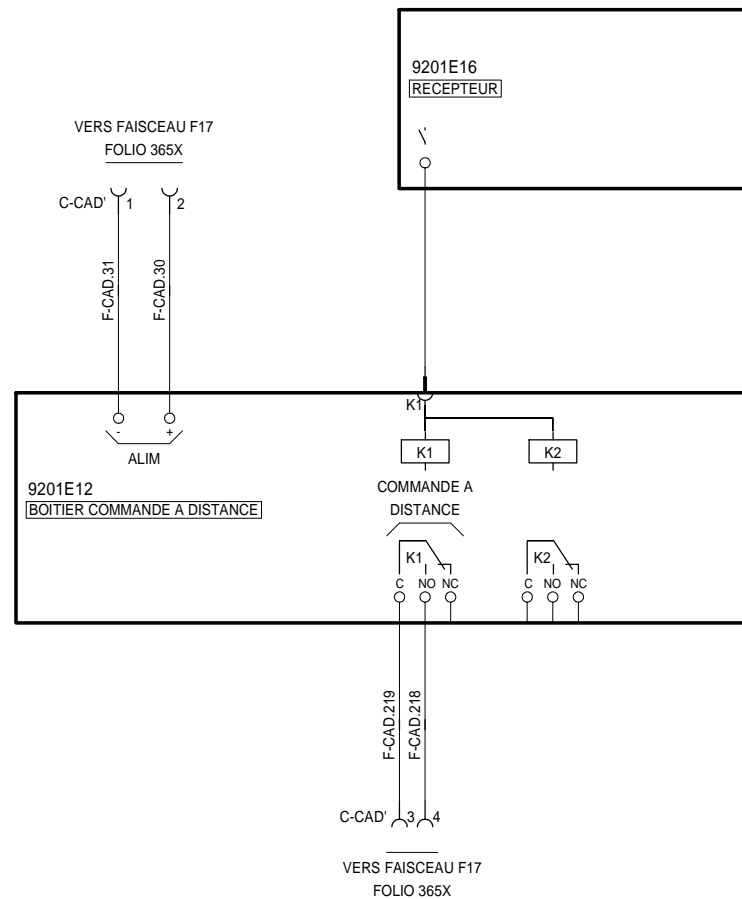 9201E16
RECEPTEUR
VERS FAISCEAU F17
FOLIO 365X
C-CAD' 1 2
F-CAD.31
F-CAD.30
K1
- +
ALIM
K1 K2
9201E12
BOITIER COMMANDE A DISTANCE
COMMANDE A
DISTANCE
K1 K2
C NO NC C NO NC
F-CAD.219
F-CAD.218
C-CAD' 3 4
VERS FAISCEAU F17
FOLIO 365X